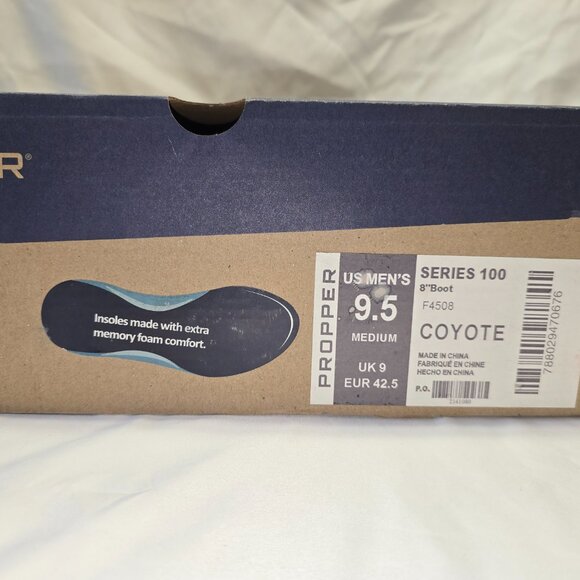 R®
Insoles made with extra
memory foam comfort.
PROPPER
US MEN'S
9.5
MEDIUM
UK 9
EUR 42.5
SERIES 100
8"Boot
F4508
COYOTE
MADE IN CHINA
FABRIQUÉ EN CHINE
HECHO EN CHINA
P.O.
788029470676